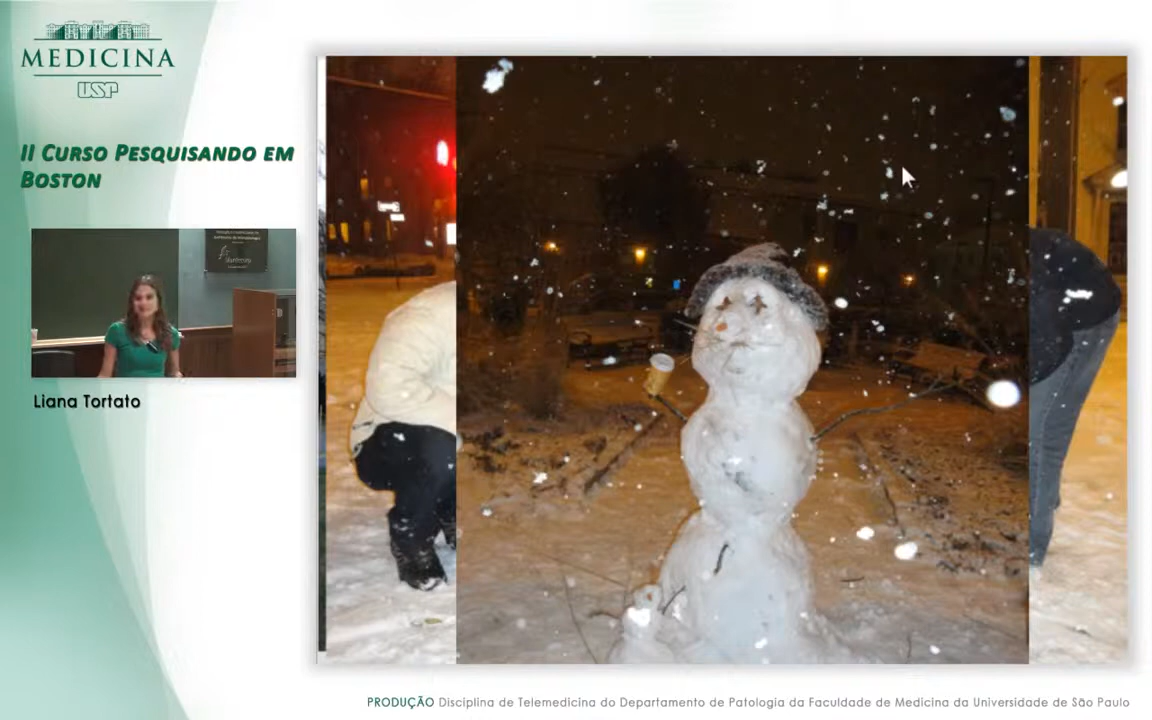 MEDICINA
USP
II CURSO PESQUISANDO EM
BOSTON
Liana Tortato
PRODUÇÃO Disciplina de Telemedicina do Departamento de Patologia da Faculdade de Medicina da Universidade de São Paulo